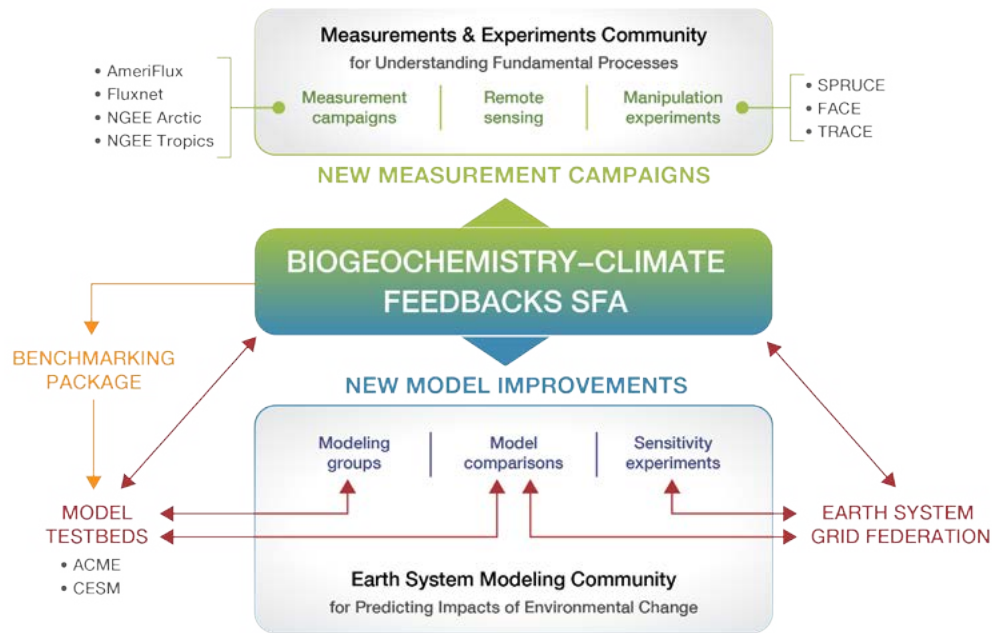 Measurements & Experiments Community
for Understanding Fundamental Processes
• AmeriFlux
• Fluxnet
• NGEE Arctic
• NGEE Tropics
Measurement
campaigns
Remote
sensing
Manipulation
experiments
• SPRUCE
• FACE
• TRACE
NEW MEASUREMENT CAMPAIGNS
BIOGEOCHEMISTRY–CLIMATE
FEEDBACKS SFA
BENCHMARKING
PACKAGE
NEW MODEL IMPROVEMENTS
Modeling
groups
Model
comparisons
Sensitivity
experiments
MODEL
TESTBEDS
• ACME
• CESM
EARTH SYSTEM
GRID FEDERATION
Earth System Modeling Community
for Predicting Impacts of Environmental Change